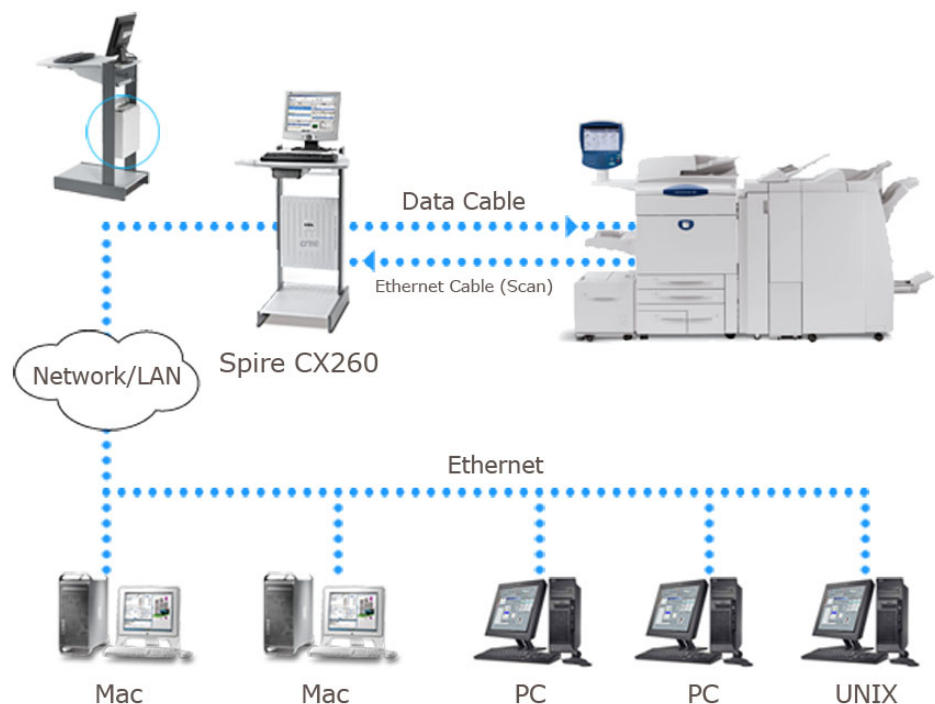 Data Cable
Ethernet Cable (Scan)
Spire CX260
Network/LAN
Ethernet
Mac
Mac
PC
PC
UNIX